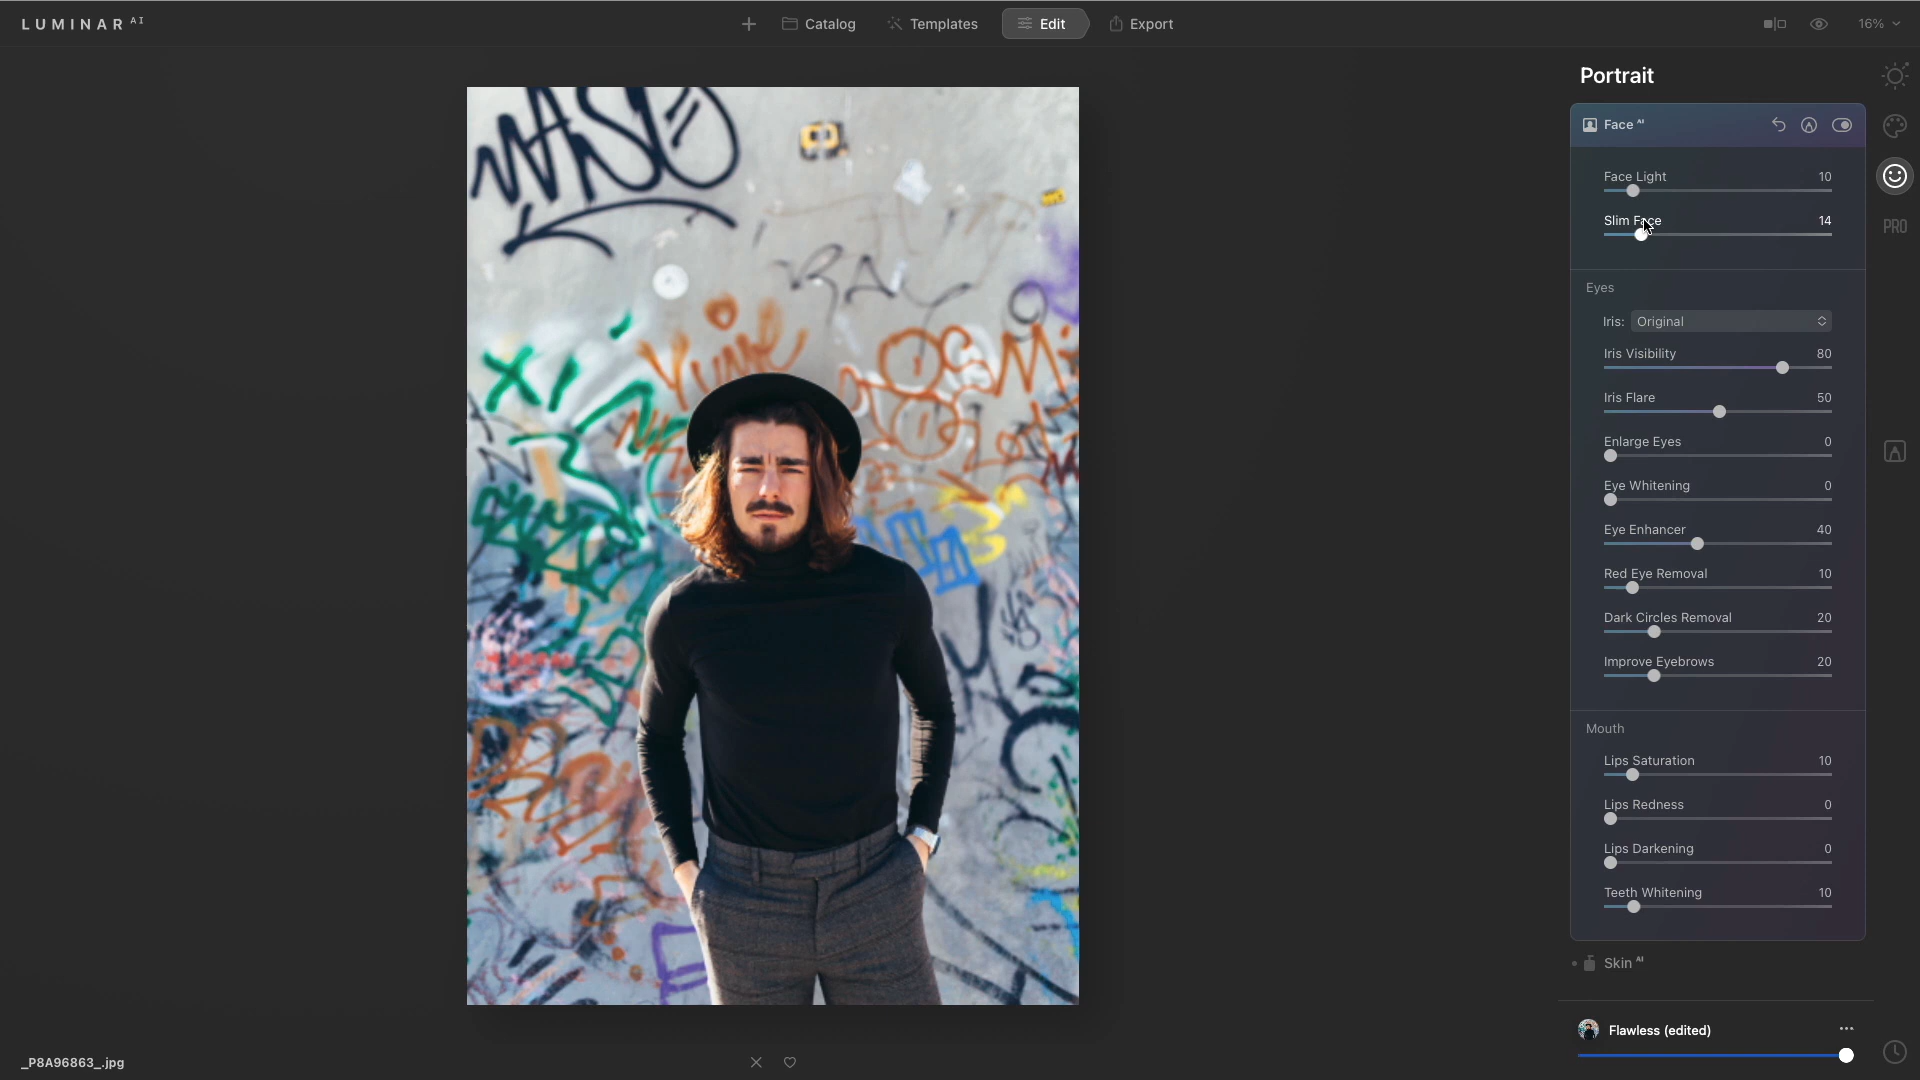 LUMINAR AI
Catalog
Templates
Edit
Export
16%
Portrait
Face AI
Face Light 10
Slim Face 14
PRO
Eyes
Iris: Original
Iris Visibility 80
Iris Flare 50
Enlarge Eyes 0
Eye Whitening 0
Eye Enhancer 40
Red Eye Removal 10
Dark Circles Removal 20
Improve Eyebrows 20
Mouth
Lips Saturation 10
Lips Redness 0
Lips Darkening 0
Teeth Whitening 10
Skin AI
Flawless (edited)
_P8A96863_.jpg